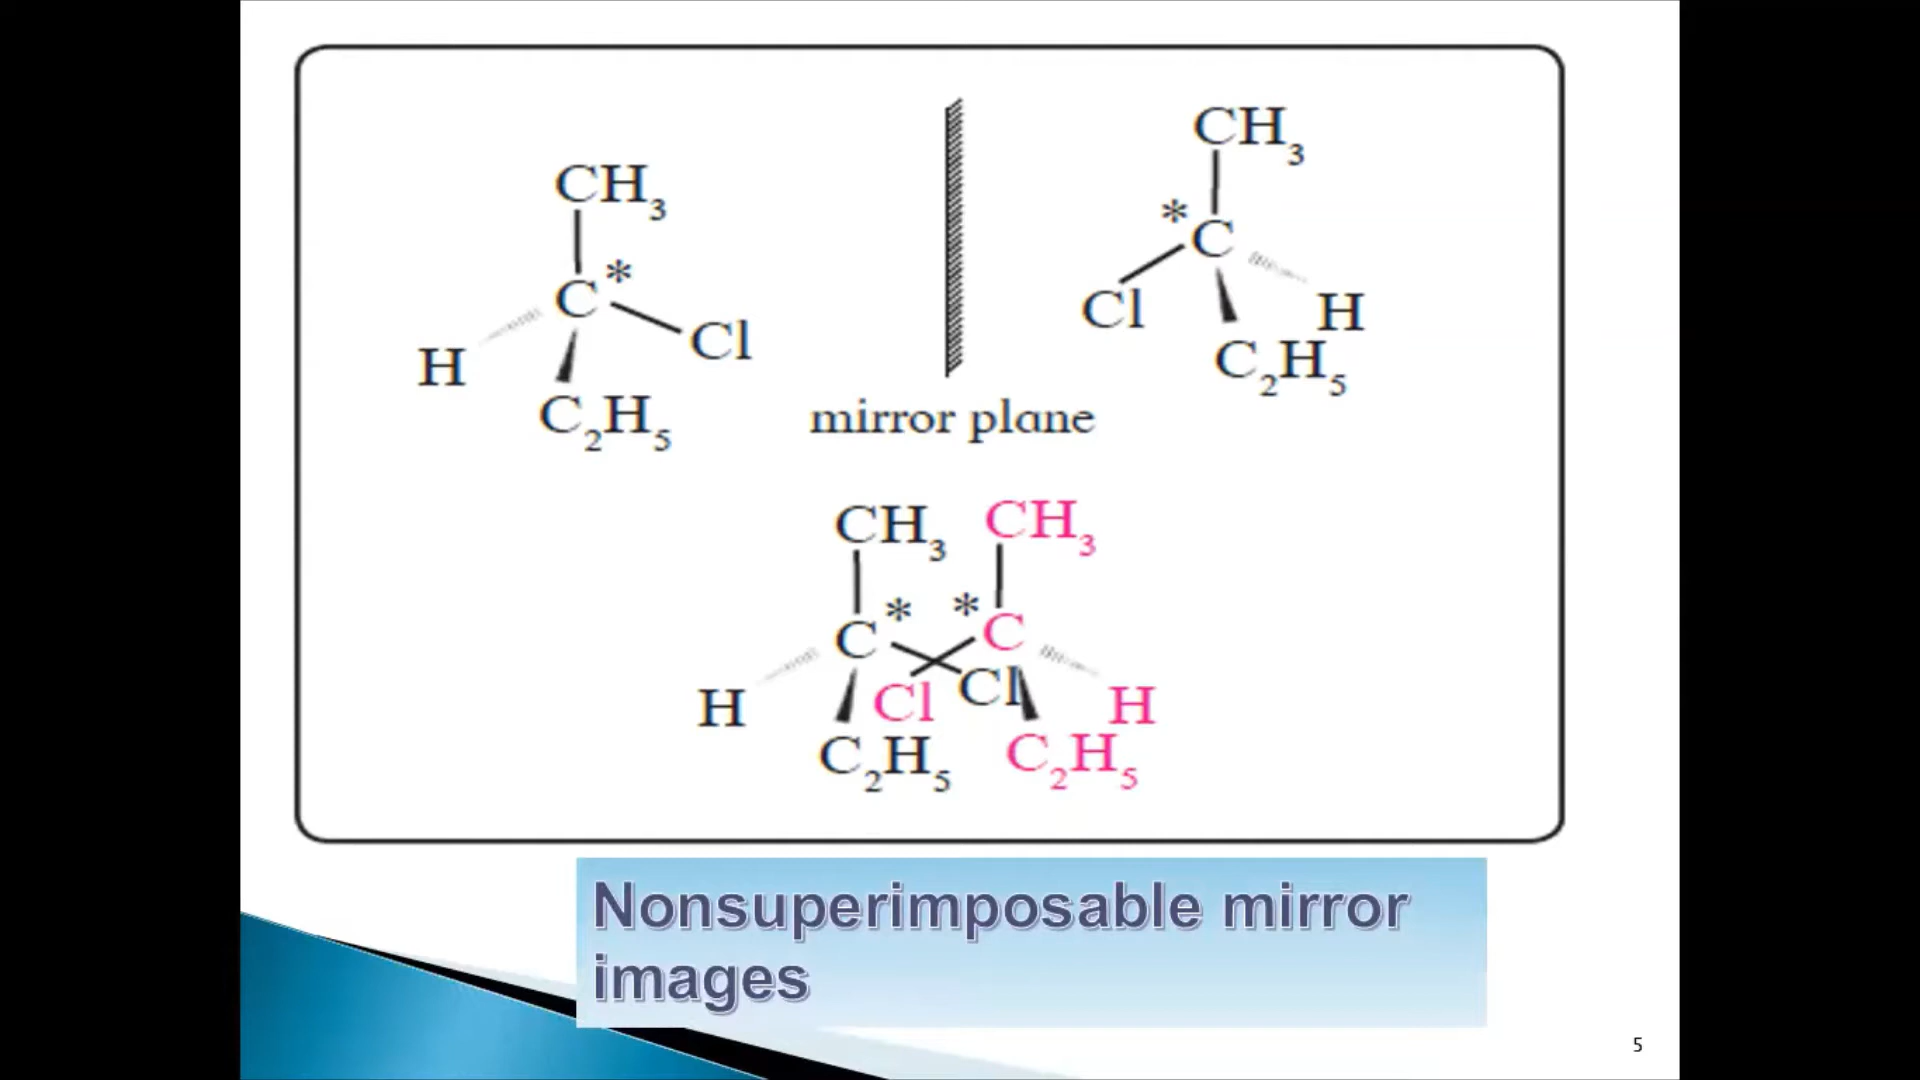 CH₃
CH₃
* C
C *
H Cl
Cl H
C₂H₅
C₂H₅
mirror plane
CH₃ CH₃
C * * C
H Cl Cl H
C₂H₅ C₂H₅
Nonsuperimposable mirror
images
5